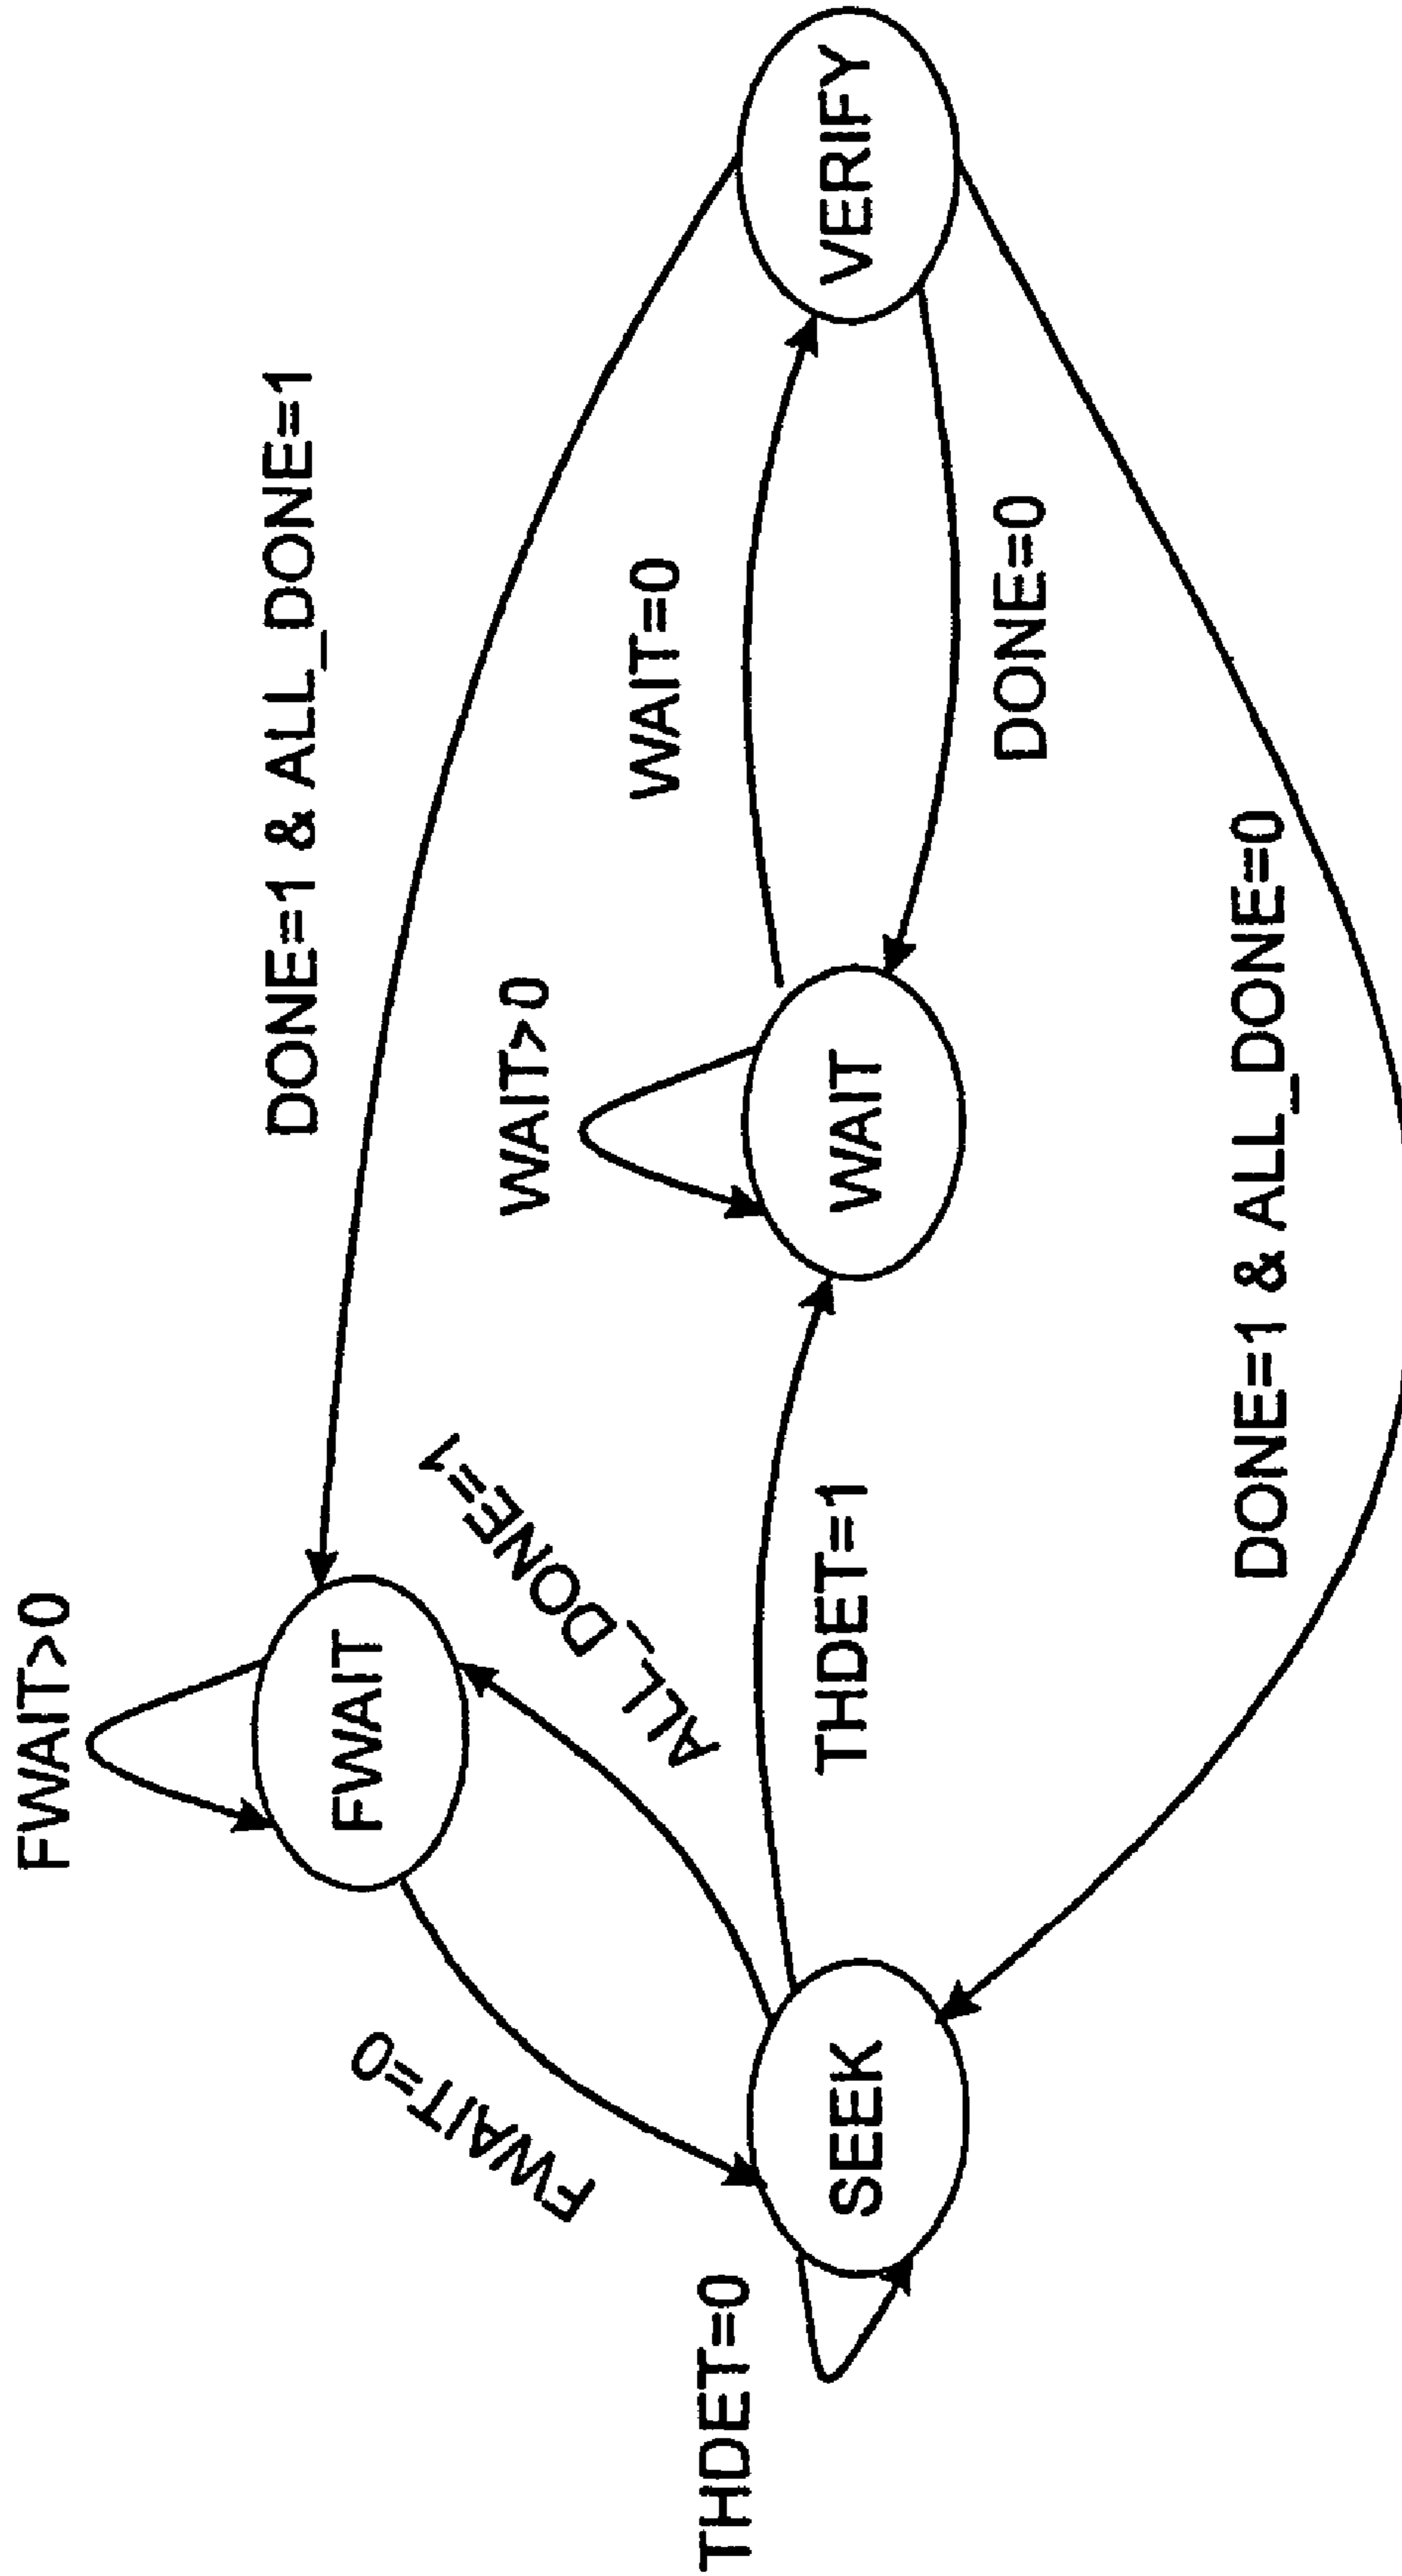 FWAIT>0
DONE=1 & ALL_DONE=1
FWAIT
FWAIT=0
ALL_DONE=1
WAIT>0
WAIT=0
THDET=0
SEEK
THDET=1
WAIT
VERIFY
DONE=0
DONE=1 & ALL_DONE=0